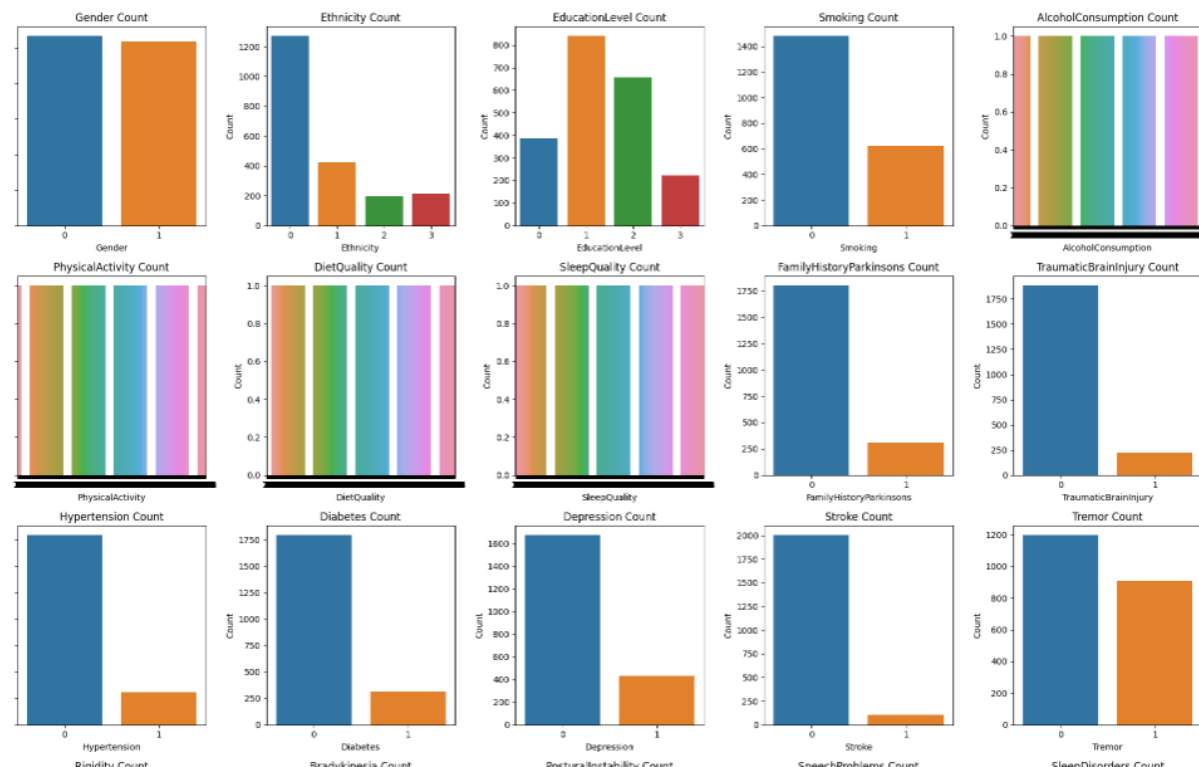 Gender Count
0
1
Gender
Ethnicity Count
1200
1000
800
600
400
200
0
Count
0
1
2
3
Ethnicity
EducationLevel Count
800
700
600
500
400
300
200
100
0
Count
0
1
2
3
EducationLevel
Smoking Count
1400
1200
1000
800
600
400
200
0
Count
0
1
Smoking
AlcoholConsumption Count
1.0
0.8
0.6
0.4
0.2
0.0
Count
AlcoholConsumption
PhysicalActivity Count
PhysicalActivity
DietQuality Count
1.0
0.8
0.6
0.4
0.2
0.0
Count
DietQuality
SleepQuality Count
1.0
0.8
0.6
0.4
0.2
0.0
Count
SleepQuality
FamilyHistoryParkinsons Count
1750
1500
1250
1000
750
500
250
0
Count
0
1
FamilyHistoryParkinsons
TraumaticBrainInjury Count
1750
1500
1250
1000
750
500
250
0
Count
0
1
TraumaticBrainInjury
Hypertension Count
0
1
Hypertension
Diabetes Count
1750
1500
1250
1000
750
500
250
0
Count
0
1
Diabetes
Depression Count
1600
1400
1200
1000
800
600
400
200
0
Count
0
1
Depression
Stroke Count
2000
1750
1500
1250
1000
750
500
250
0
Count
0
1
Stroke
Tremor Count
1200
1000
800
600
400
200
0
Count
0
1
Tremor
Rigidity Count
Bradykinesia Count
PosturalInstability Count
SpeechProblems Count
SleepDisorders Count